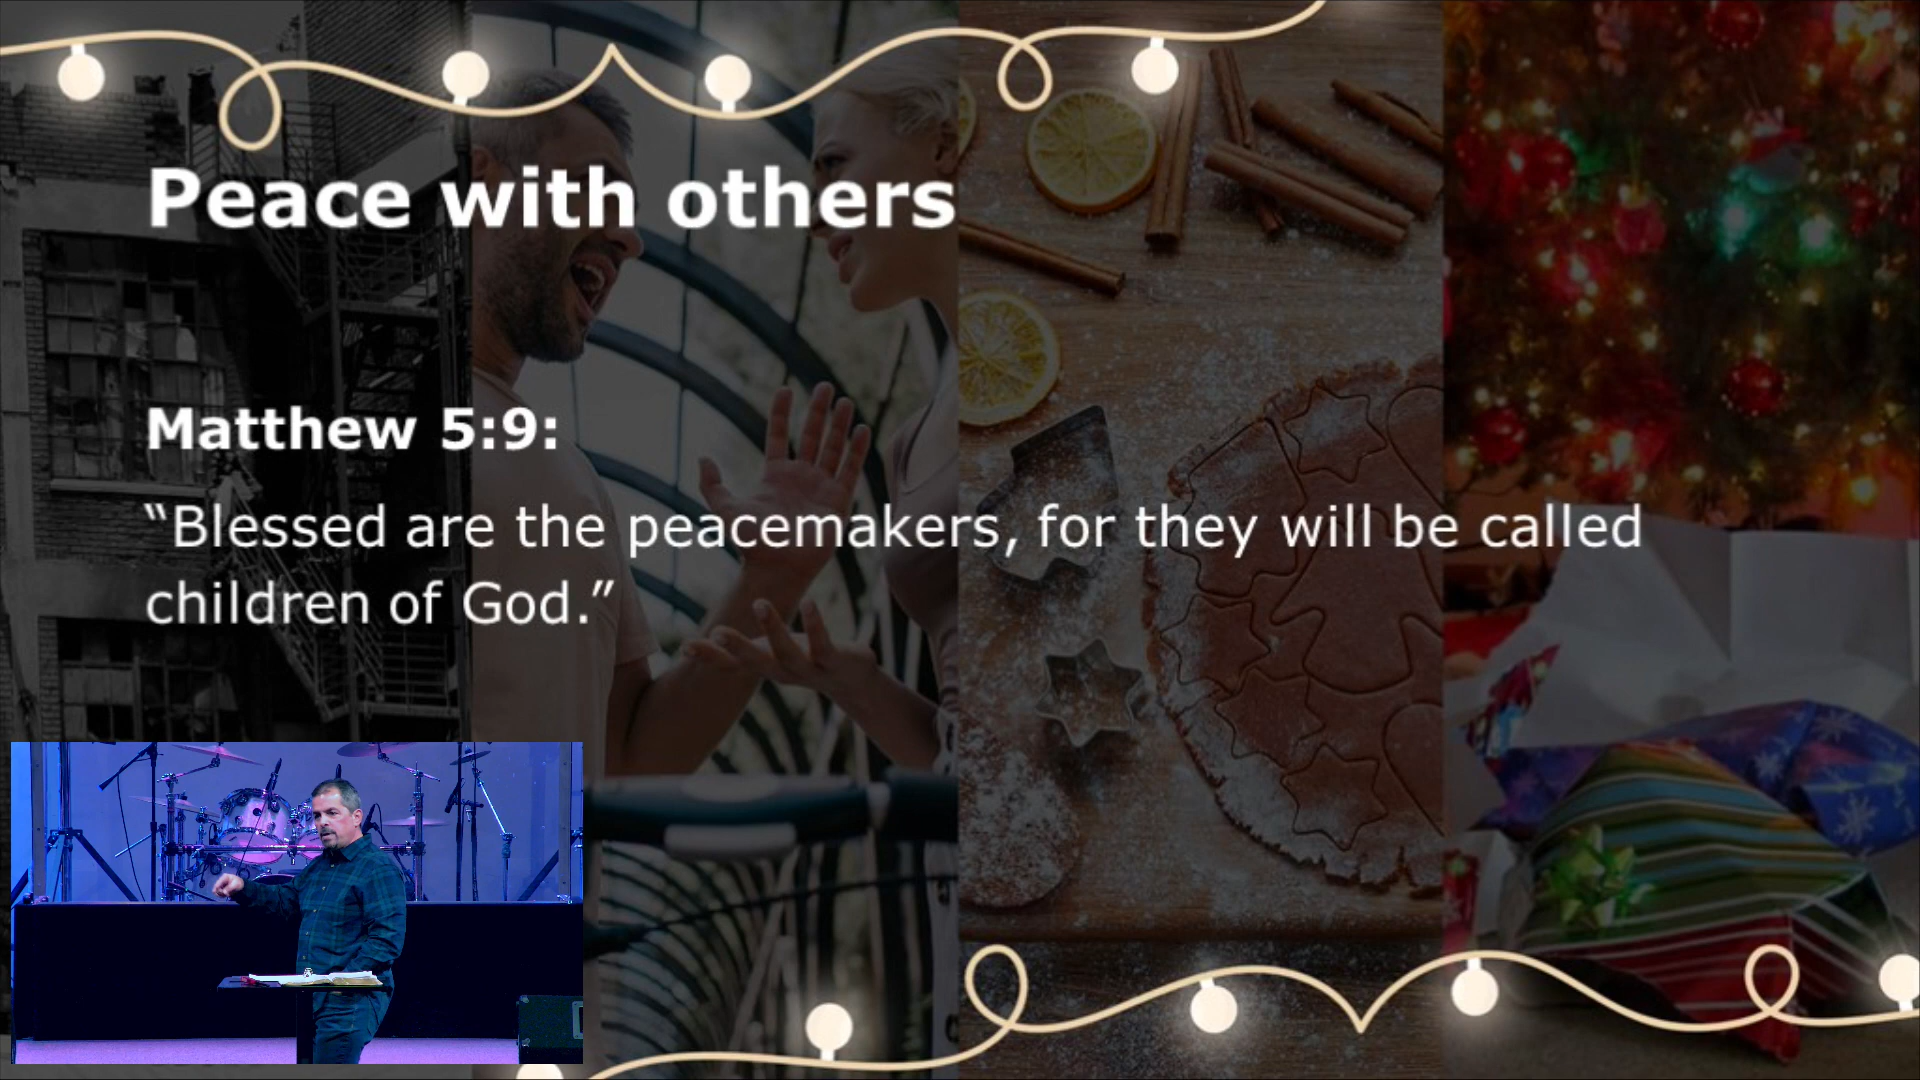 Peace with others
Matthew 5:9:
“Blessed are the peacemakers, for they will be called
children of God.”